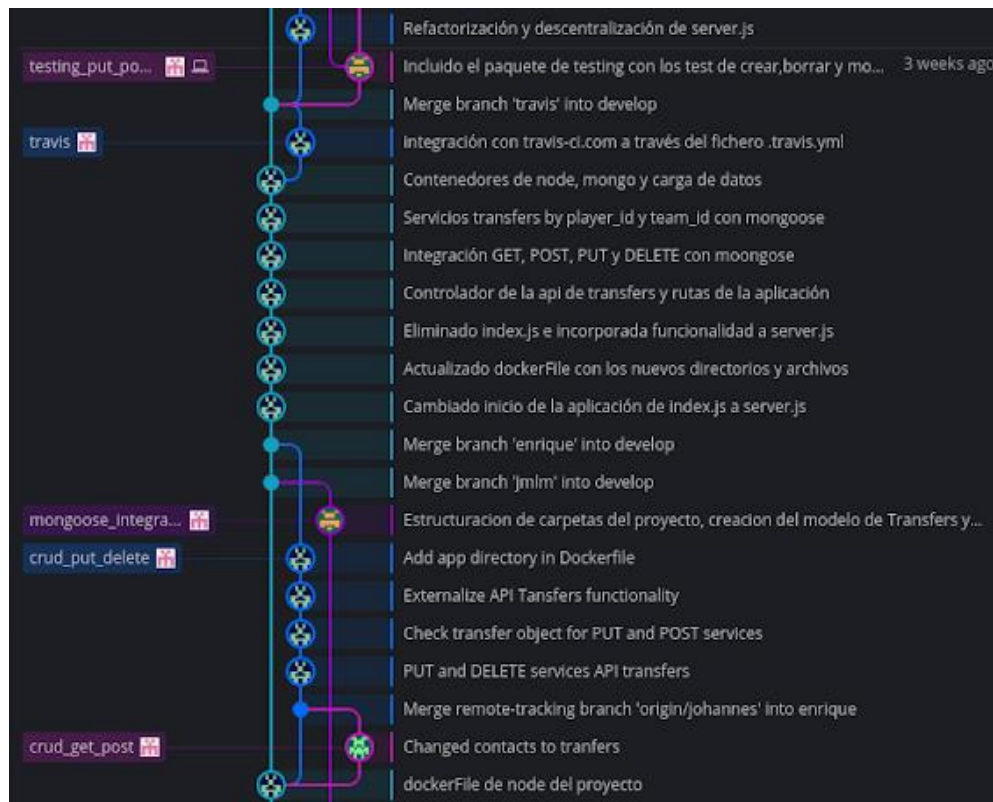 Refactorización y descentralización de server.js
testing_put_po... Incluido el paquete de testing con los test de crear,borrar y mo... 3 weeks ago
Merge branch 'travis' into develop
travis Integración con travis-ci.com a través del fichero .travis.yml
Contenedores de node, mongo y carga de datos
Servicios transfers by player_id y team_id con mongoose
Integración GET, POST, PUT y DELETE con moongose
Controlador de la api de transfers y rutas de la aplicación
Eliminado index.js e incorporada funcionalidad a server.js
Actualizado dockerFile con los nuevos directorios y archivos
Cambiado inicio de la aplicación de index.js a server.js
Merge branch 'enrique' into develop
Merge branch 'jmlm' into develop
mongoose_integra... Estructuracion de carpetas del proyecto, creacion del modelo de Transfers y...
crud_put_delete Add app directory in Dockerfile
Externalize API Tansfers functionality
Check transfer object for PUT and POST services
PUT and DELETE services API transfers
Merge remote-tracking branch 'origin/johannes' into enrique
crud_get_post Changed contacts to tranfers
dockerFile de node del proyecto